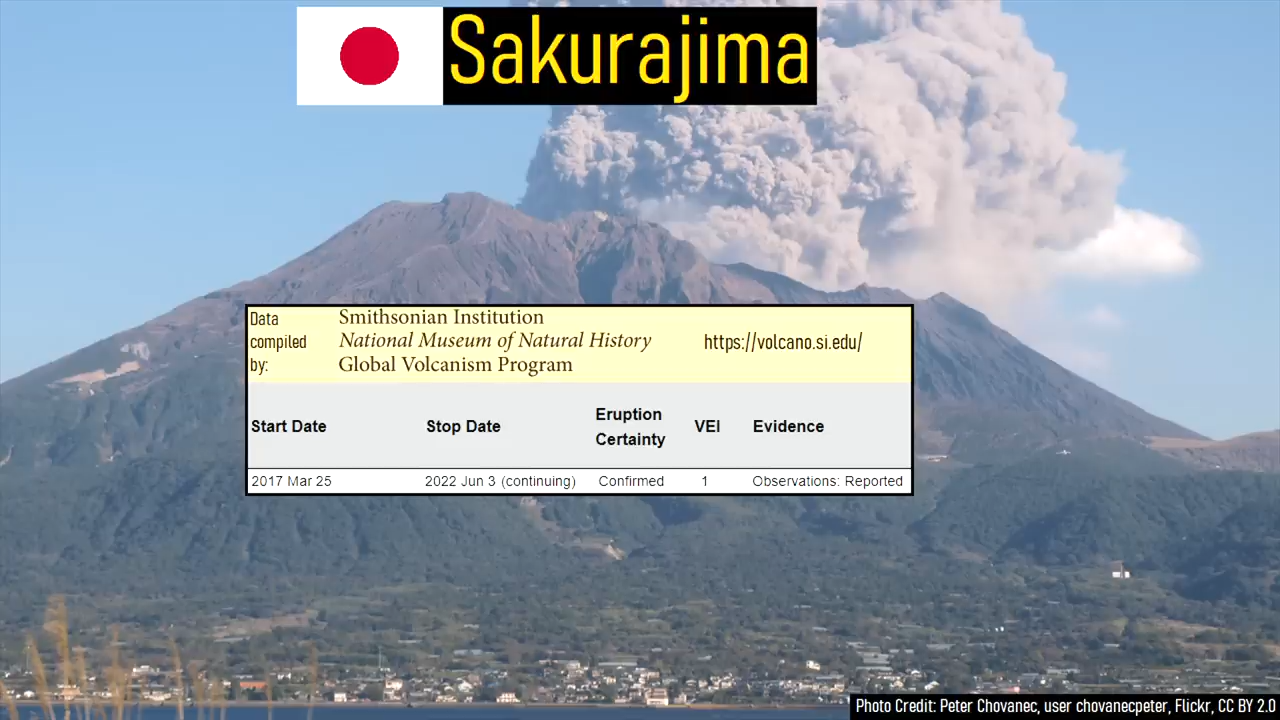 Sakurajima
Data
compiled
by:
Smithsonian Institution
National Museum of Natural History
Global Volcanism Program
https://volcano.si.edu/
Start Date
Stop Date
Eruption
Certainty
VEI
Evidence
2017 Mar 25
2022 Jun 3 (continuing)
Confirmed
1
Observations: Reported
Photo Credit: Peter Chovanec, user chovanecpeter, Flickr, CC BY 2.0